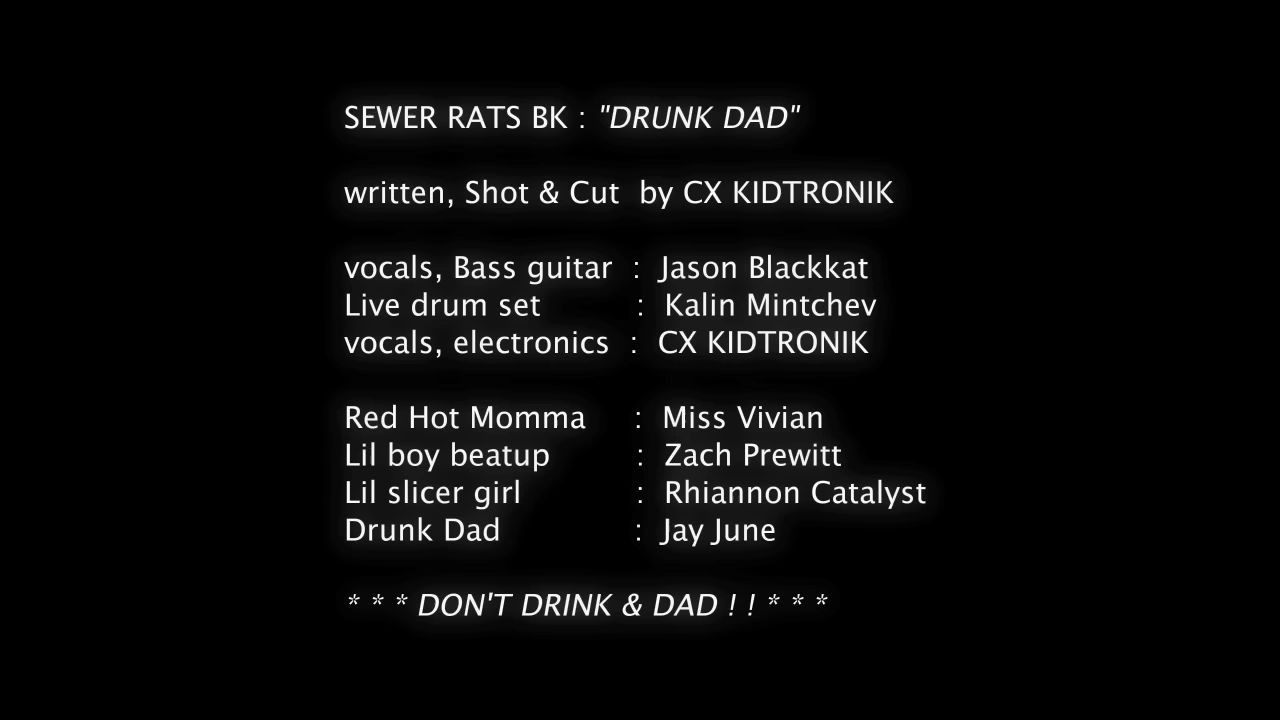 SEWER RATS BK : "DRUNK DAD"
written, Shot & Cut  by CX KIDTRONIK
vocals, Bass guitar : Jason Blackkat
Live drum set : Kalin Mintchev
vocals, electronics : CX KIDTRONIK
Red Hot Momma : Miss Vivian
Lil boy beatup : Zach Prewitt
Lil slicer girl : Rhiannon Catalyst
Drunk Dad : Jay June
* * * DON'T DRINK & DAD ! ! * * *